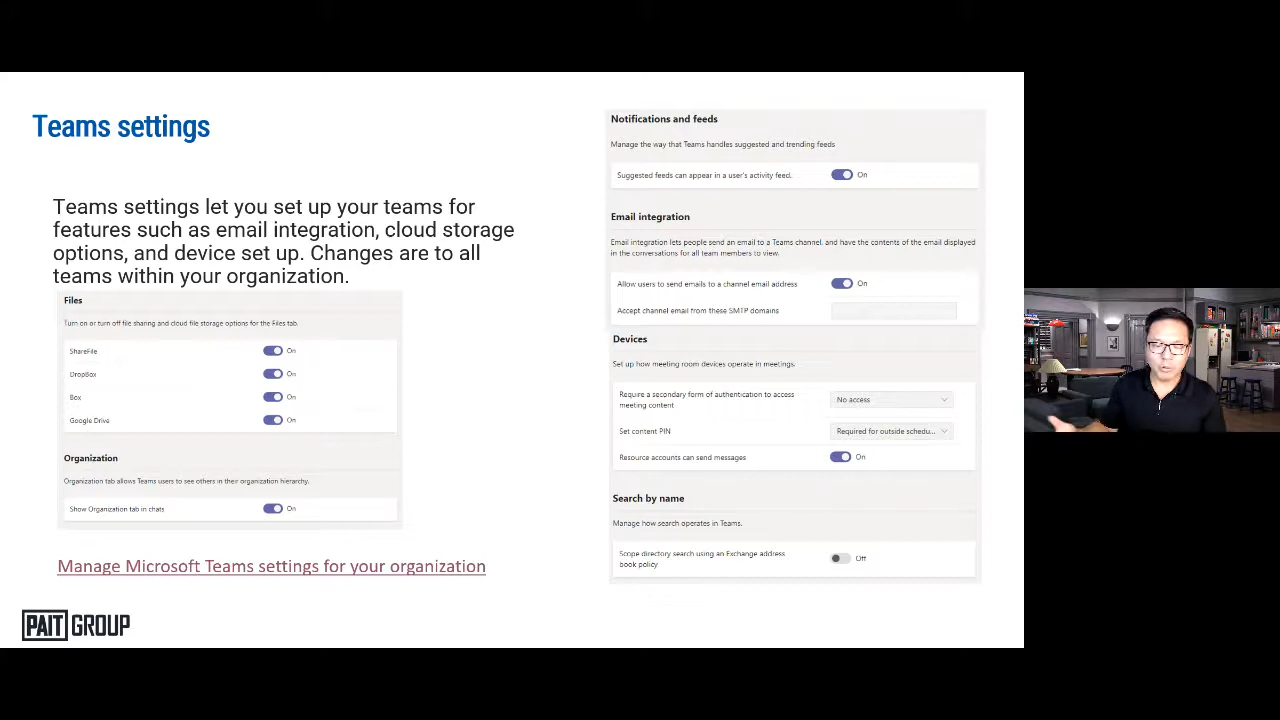 Teams settings
Teams settings let you set up your teams for
features such as email integration, cloud storage
options, and device set up. Changes are to all
teams within your organization.
Files
Turn on or turn off file sharing and cloud file storage options for the Files tab.
ShareFile On
DropBox On
Box On
Google Drive On
Organization
Organization tab allows Teams users to see others in their organization hierarchy.
Show Organization tab in chats On
Manage Microsoft Teams settings for your organization
PAIT GROUP
Notifications and feeds
Manage the way that Teams handles suggested and trending feeds
Suggested feeds can appear in a user's activity feed. On
Email integration
Email integration lets people send an email to a Teams channel, and have the contents of the email displayed
in the conversations for all team members to view.
Allow users to send emails to a channel email address On
Accept channel email from these SMTP domains
Devices
Set up how meeting room devices operate in meetings.
Require a secondary form of authentication to access
meeting content
No access
Set content PIN Required for outside schedu...
Resource accounts can send messages On
Search by name
Manage how search operates in Teams.
Scope directory search using an Exchange address
book policy
Off